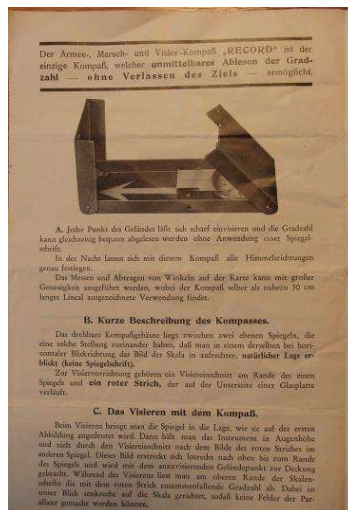 Der Armee-, Marsch- und Visier-Kompaß „RECORD“ ist der
einzige Kompaß, welcher unmittelbares Ablesen der Grad-
zahl — ohne Verlassen des Ziels — ermöglicht.
A. Jeder Punkt des Geländes läßt sich scharf einvisieren und die Gradzahl
kann gleichzeitig bequem abgelesen werden ohne Anwendung einer Spiegel-
schrift.
In der Nacht lassen sich mit diesem Kompaß alle Himmelsrichtungen
genau festlegen.
Das Messen und Abtragen von Winkeln auf der Karte kann mit großer
Genauigkeit ausgeführt werden, wobei der Kompaß selber als nahezu 30 cm
langes Lineal ausgezeichnete Verwendung findet.
B. Kurze Beschreibung des Kompasses.
Das drehbare Kompaßgehäuse liegt zwischen zwei ebenen Spiegeln, die
eine solche Stellung zueinander haben, daß man in einem derselben bei hori-
zontaler Blickrichtung das Bild der Skala in aufrechter, natürlicher Lage er-
blickt (keine Spiegelschrift).
Zur Visiervorrichtung gehören ein Visiereinschnitt am Rande des einen
Spiegels und ein roter Strich, der auf der Unterseite einer Glasplatte
verläuft.
C. Das Visieren mit dem Kompaß.
Beim Visieren bringt man die Spiegel in die Lage, wie sie auf der ersten
Abbildung angedeutet wird. Dann hält man das Instrument in Augenhöhe
und zielt durch den Visiereinschnitt nach dem Bilde des roten Striches im
anderen Spiegel. Dieses Bild erstreckt sich lotrecht nach oben bis zum Rande
des Spiegels und wird mit dem anzuvisierenden Geländepunkt zur Deckung
gebracht. Während des Visierens liest man am oberen Rande der Skalen-
scheibe die mit dem roten Strich zusammenfallende Gradzahl ab. Dabei ist
unser Blick senkrecht auf die Skala gerichtet, sodaß keine Fehler der Par-
allaxe gemacht werden können.